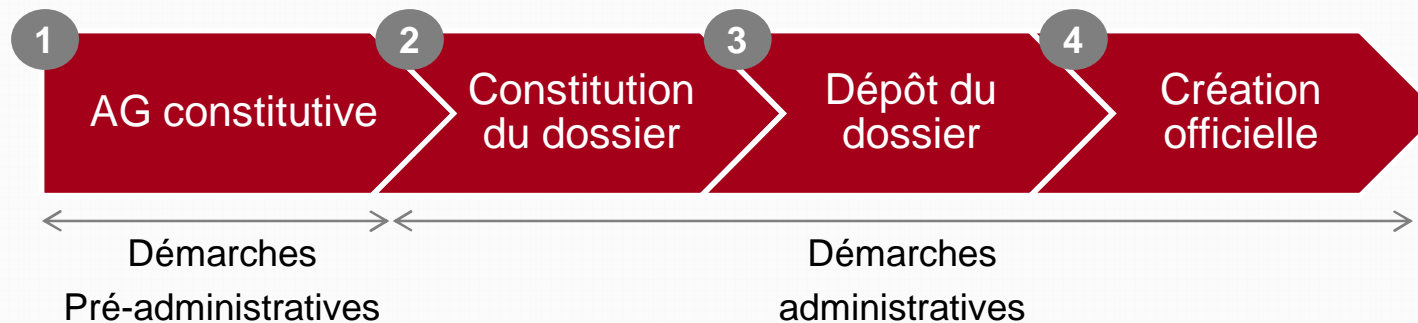 1
2
3
4
AG constitutive
Constitution
du dossier
Dépôt du
dossier
Création
officielle
Démarches
Pré-administratives
Démarches
administratives